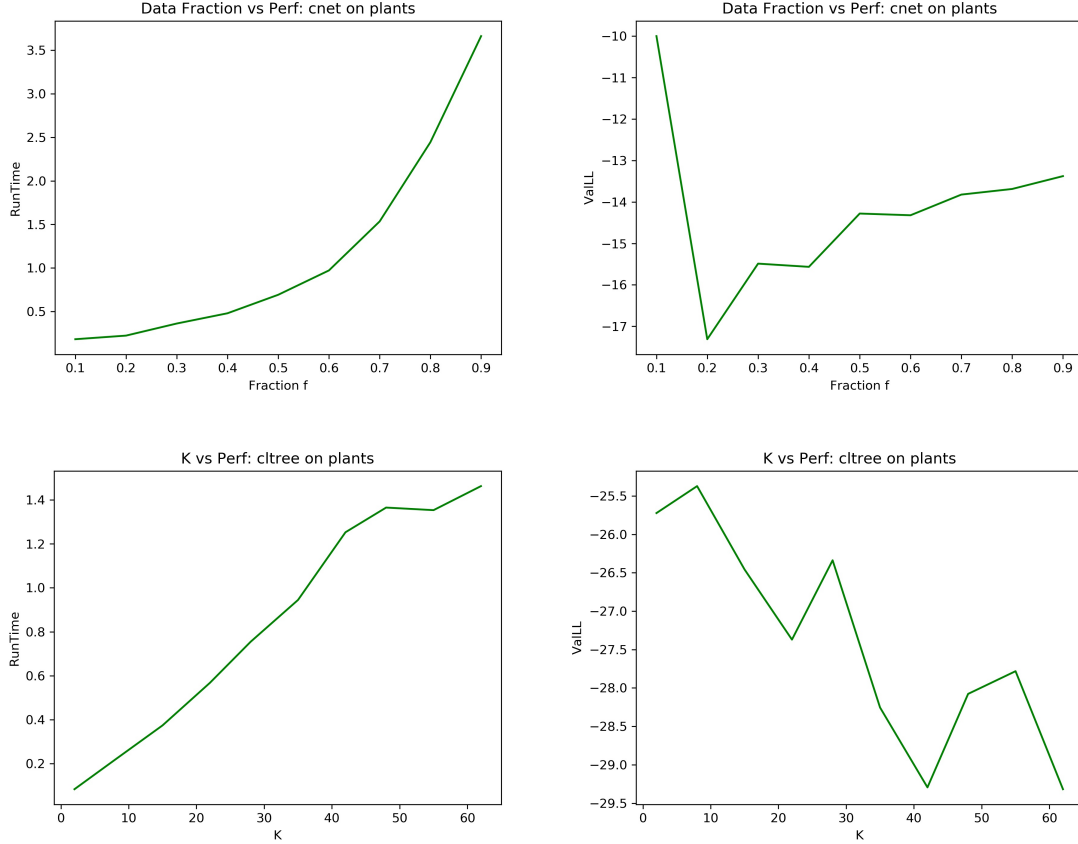 Data Fraction vs Perf: cnet on plants
RunTime
3.5
3.0
2.5
2.0
1.5
1.0
0.5
0.1 0.2 0.3 0.4 0.5 0.6 0.7 0.8 0.9
Fraction f
Data Fraction vs Perf: cnet on plants
ValLL
−10
−11
−12
−13
−14
−15
−16
−17
0.1 0.2 0.3 0.4 0.5 0.6 0.7 0.8 0.9
Fraction f
K vs Perf: cltree on plants
RunTime
1.4
1.2
1.0
0.8
0.6
0.4
0.2
0 10 20 30 40 50 60
K
K vs Perf: cltree on plants
ValLL
−25.5
−26.0
−26.5
−27.0
−27.5
−28.0
−28.5
−29.0
−29.5
0 10 20 30 40 50 60
K